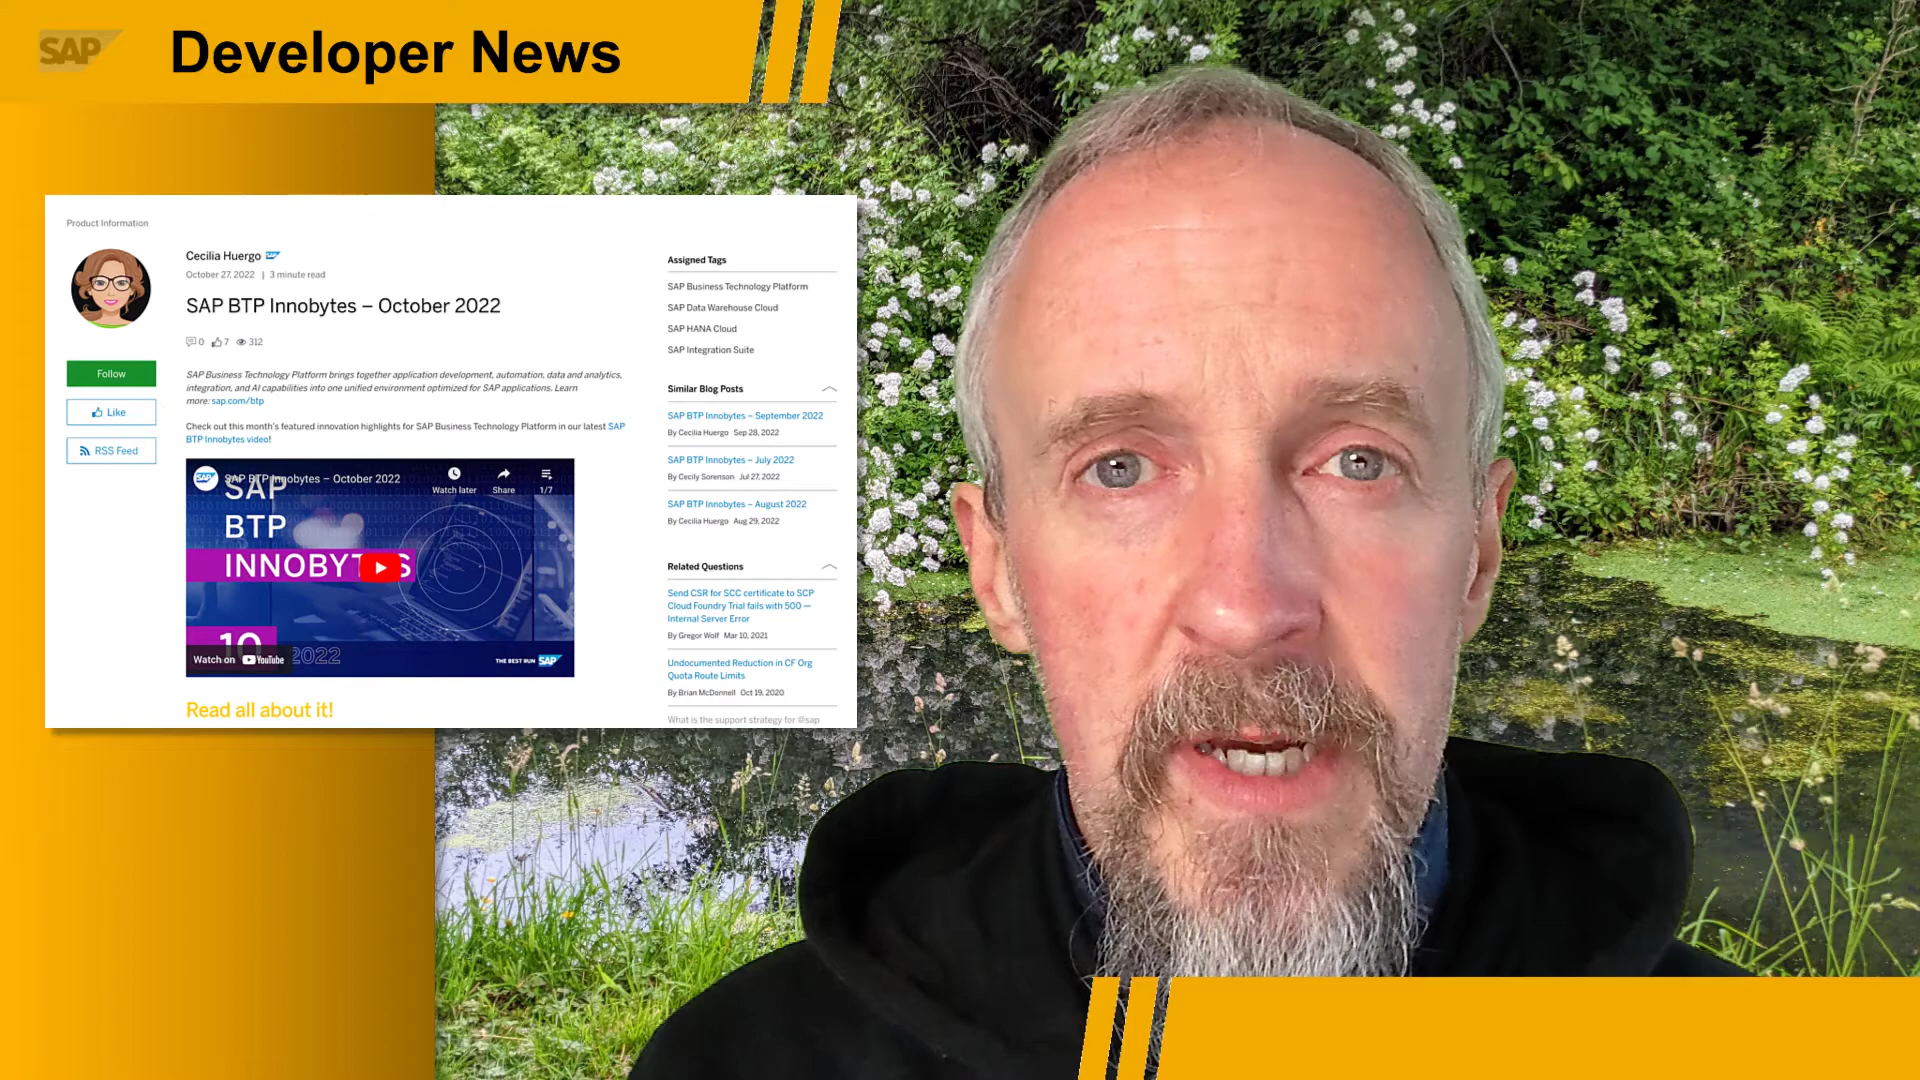 SAP
Developer News
Product Information
Cecilia Huergo SAP
October 27, 2022 | 3 minute read
SAP BTP Innobytes – October 2022
0 7 312
Follow
Like
RSS Feed
SAP Business Technology Platform brings together application development, automation, data and analytics,
integration, and AI capabilities into one unified environment optimized for SAP applications. Learn
more: sap.com/btp
Check out this month's featured innovation highlights for SAP Business Technology Platform in our latest SAP
BTP Innobytes video!
SAP
SAP BTP Innobytes – October 2022
Watch later
Share
1/7
SAP
BTP
INNOBYTES
10
2022
Watch on YouTube
THE BEST RUN SAP
Read all about it!
Assigned Tags
SAP Business Technology Platform
SAP Data Warehouse Cloud
SAP HANA Cloud
SAP Integration Suite
Similar Blog Posts
SAP BTP Innobytes – September 2022
By Cecilia Huergo Sep 28, 2022
SAP BTP Innobytes – July 2022
By Cecily Sorenson Jul 27, 2022
SAP BTP Innobytes – August 2022
By Cecilia Huergo Aug 29, 2022
Related Questions
Send CSR for SCC certificate to SCP
Cloud Foundry Trial fails with 500 —
Internal Server Error
By Gregor Wolf Mar 10, 2021
Undocumented Reduction in CF Org
Quota Route Limits
By Brian McDonnell Oct 19, 2020
What is the support strategy for @sap